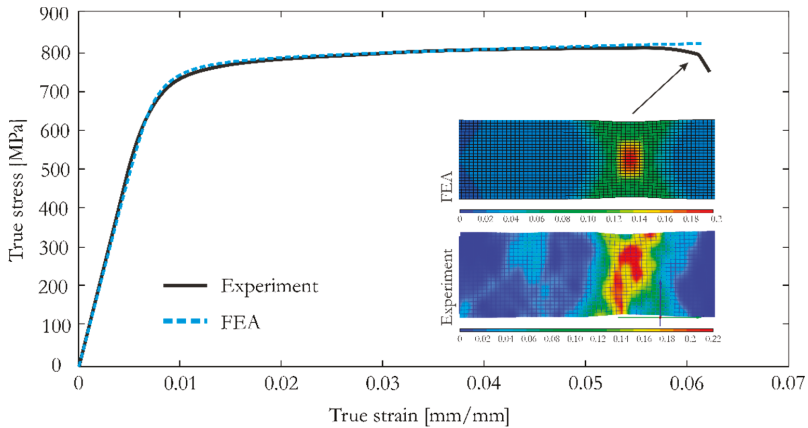 900
800
700
600
500
400
300
200
100
0
True stress [MPa]
0 0.01 0.02 0.03 0.04 0.05 0.06 0.07
True strain [mm/mm]
Experiment
FEA
FEA
0 0.02 0.04 0.06 0.08 0.10 0.12 0.14 0.16 0.18
Experiment
0 0.02 0.04 0.06 0.08 0.10 0.12 0.14 0.16 0.18 0.2 0.22